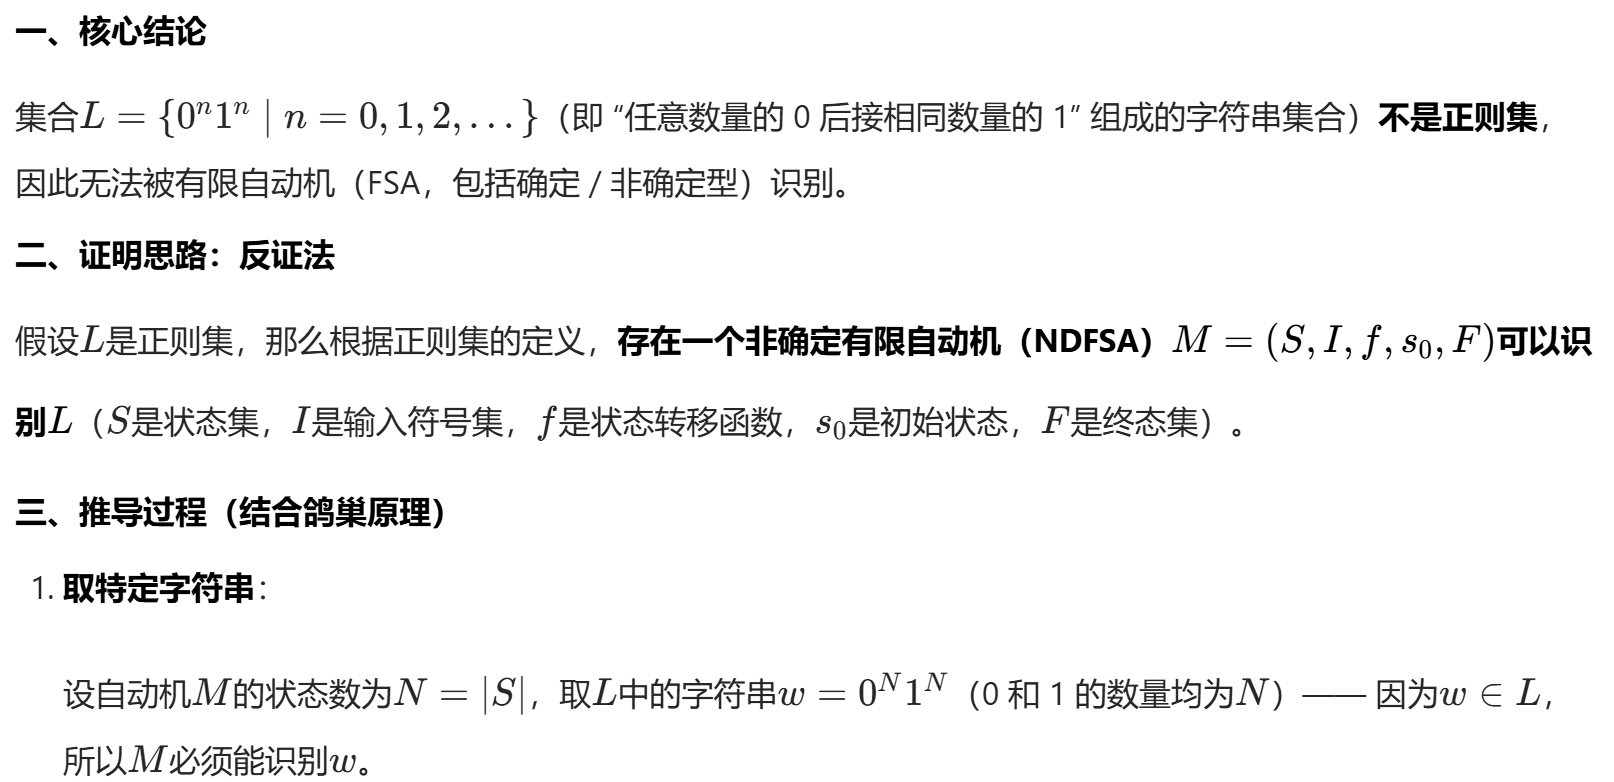 一、核心结论
集合L = {0ⁿ1ⁿ | n = 0, 1, 2, ...}（即 “任意数量的 0 后接相同数量的 1” 组成的字符串集合）不是正则集，
因此无法被有限自动机（FSA，包括确定 / 非确定型）识别。
二、证明思路：反证法
假设L是正则集，那么根据正则集的定义，存在一个非确定有限自动机（NDFSA）M = (S, I, f, s₀, F)可以识
别L（S是状态集，I是输入符号集，f是状态转移函数，s₀是初始状态，F是终态集）。
三、推导过程（结合鸽巢原理）
1. 取特定字符串：
设自动机M的状态数为N = |S|，取L中的字符串w = 0ᴺ1ᴺ（0 和 1 的数量均为N）—— 因为w ∈ L，
所以M必须能识别w。